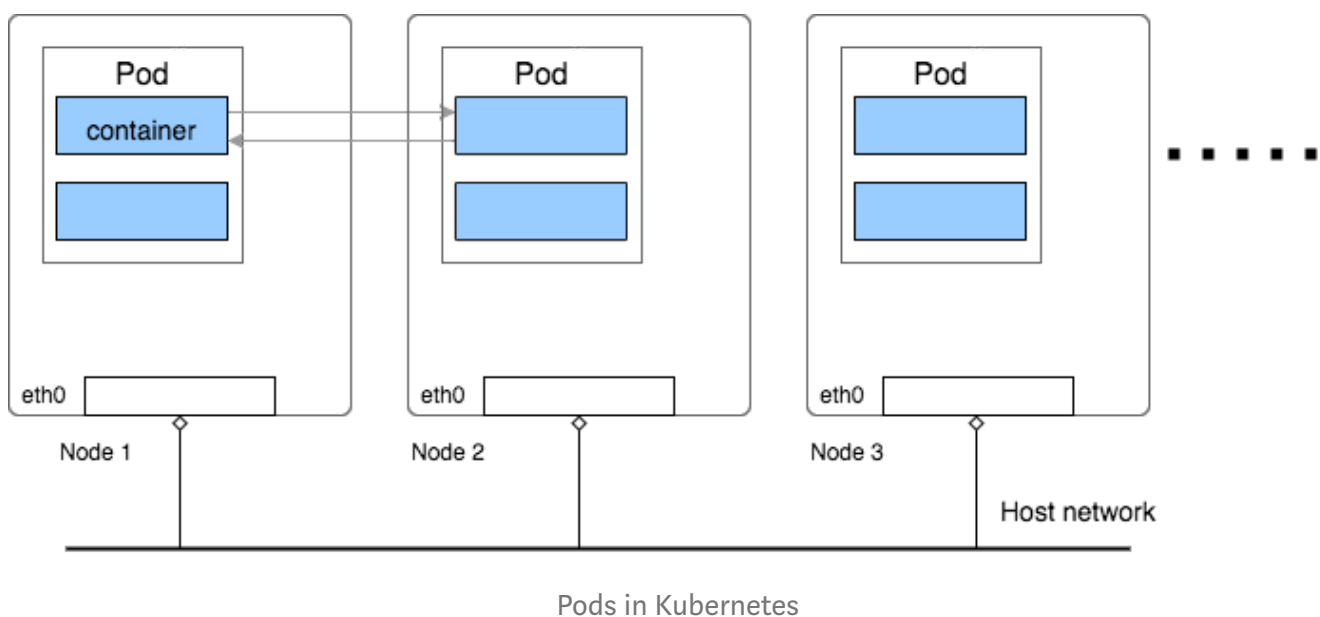 Pod
container
eth0
Node 1
Pod
eth0
Node 2
Pod
eth0
Node 3
Host network
Pods in Kubernetes